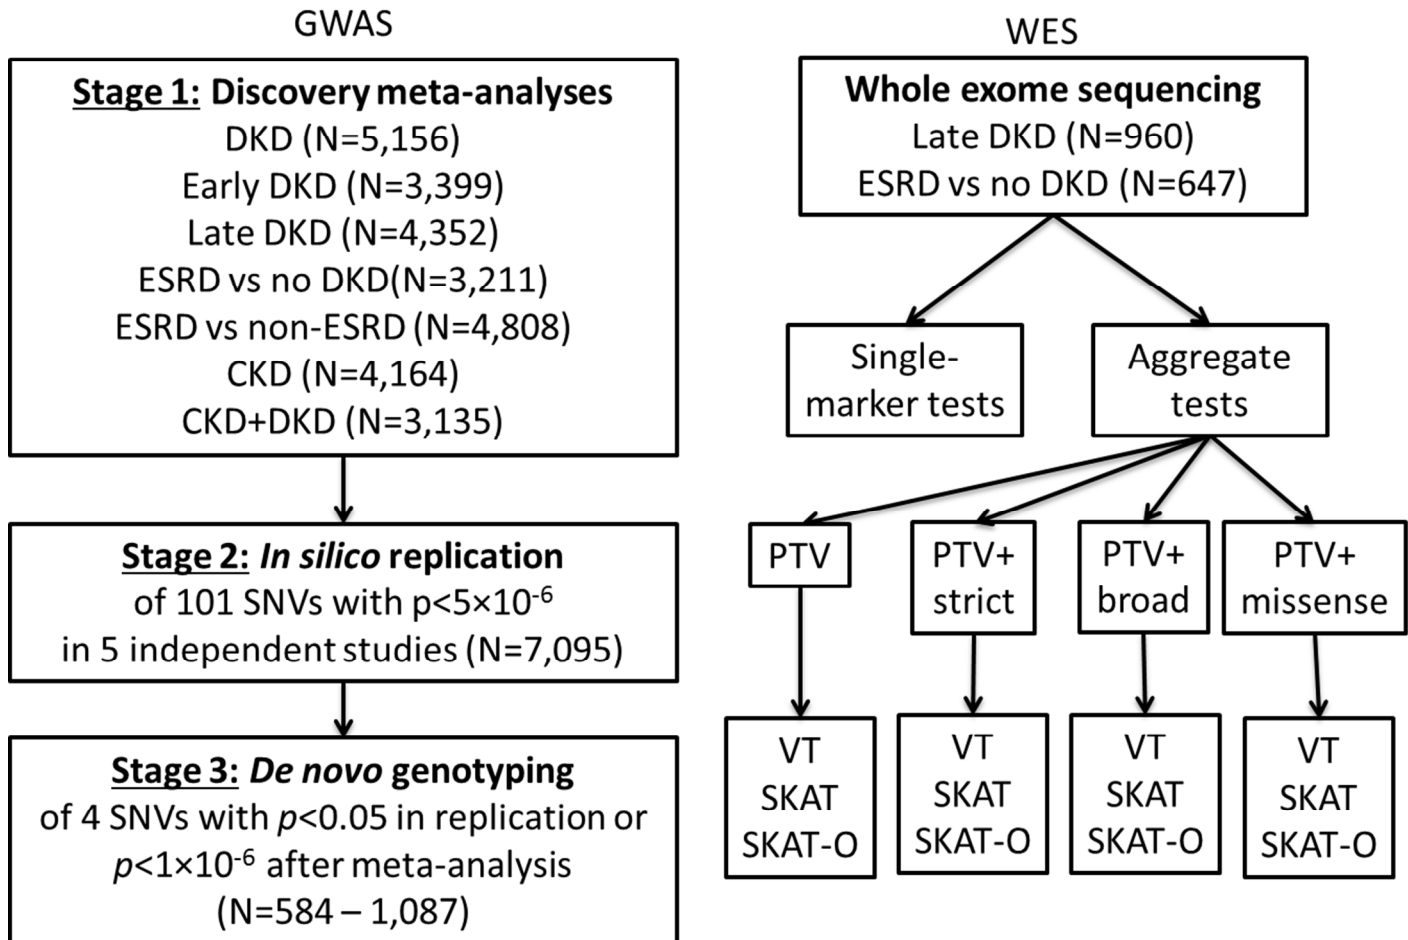 GWAS
Stage 1: Discovery meta-analyses
DKD (N=5,156)
Early DKD (N=3,399)
Late DKD (N=4,352)
ESRD vs no DKD(N=3,211)
ESRD vs non-ESRD (N=4,808)
CKD (N=4,164)
CKD+DKD (N=3,135)
Stage 2: In silico replication
of 101 SNVs with p<5×10⁻⁶
in 5 independent studies (N=7,095)
Stage 3: De novo genotyping
of 4 SNVs with p<0.05 in replication or
p<1×10⁻⁶ after meta-analysis
(N=584 – 1,087)
WES
Whole exome sequencing
Late DKD (N=960)
ESRD vs no DKD (N=647)
Single-
marker tests
Aggregate
tests
PTV
PTV+
strict
PTV+
broad
PTV+
missense
VT
SKAT
SKAT-O
VT
SKAT
SKAT-O
VT
SKAT
SKAT-O
VT
SKAT
SKAT-O